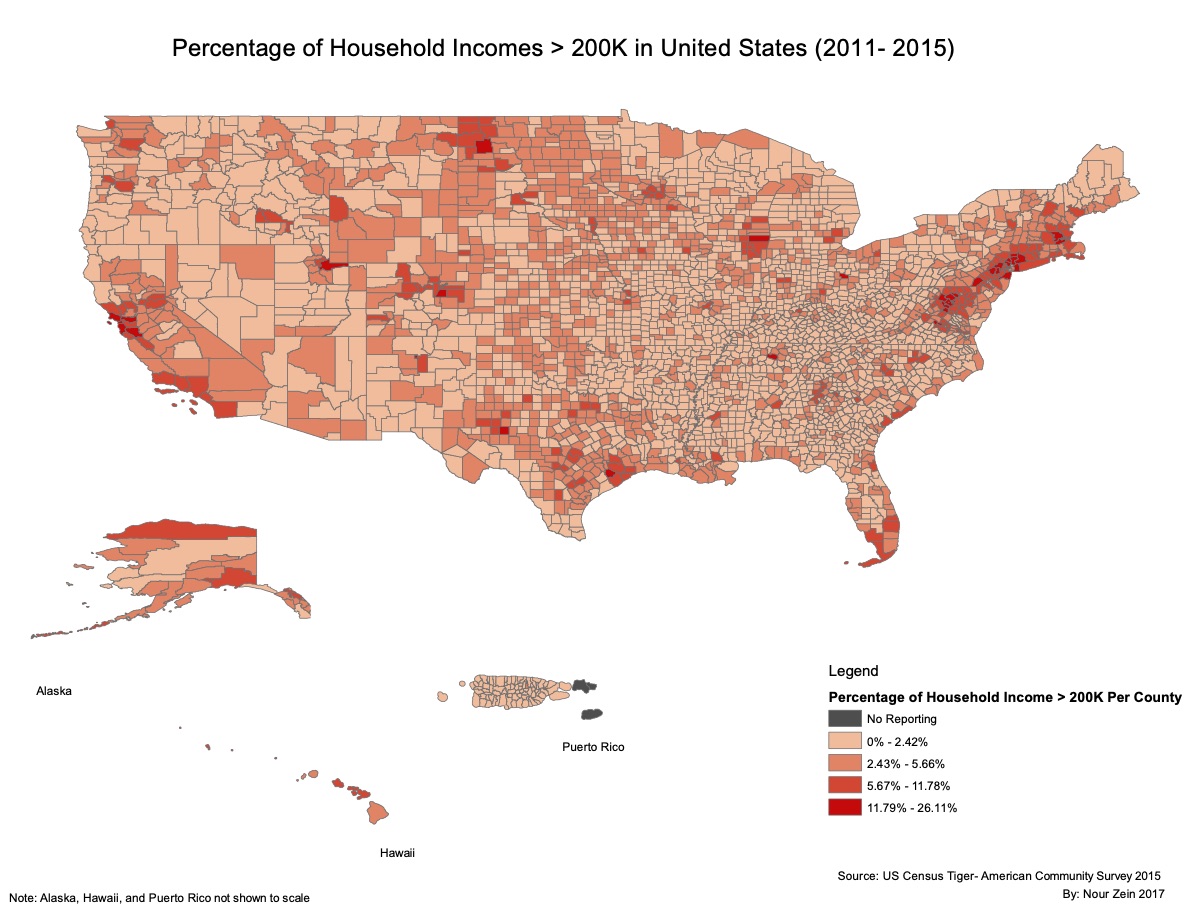 Percentage of Household Incomes > 200K in United States (2011- 2015)
Alaska
Puerto Rico
Hawaii
Legend
Percentage of Household Income > 200K Per County
No Reporting
0% - 2.42%
2.43% - 5.66%
5.67% - 11.78%
11.79% - 26.11%
Source: US Census Tiger- American Community Survey 2015
By: Nour Zein 2017
Note: Alaska, Hawaii, and Puerto Rico not shown to scale